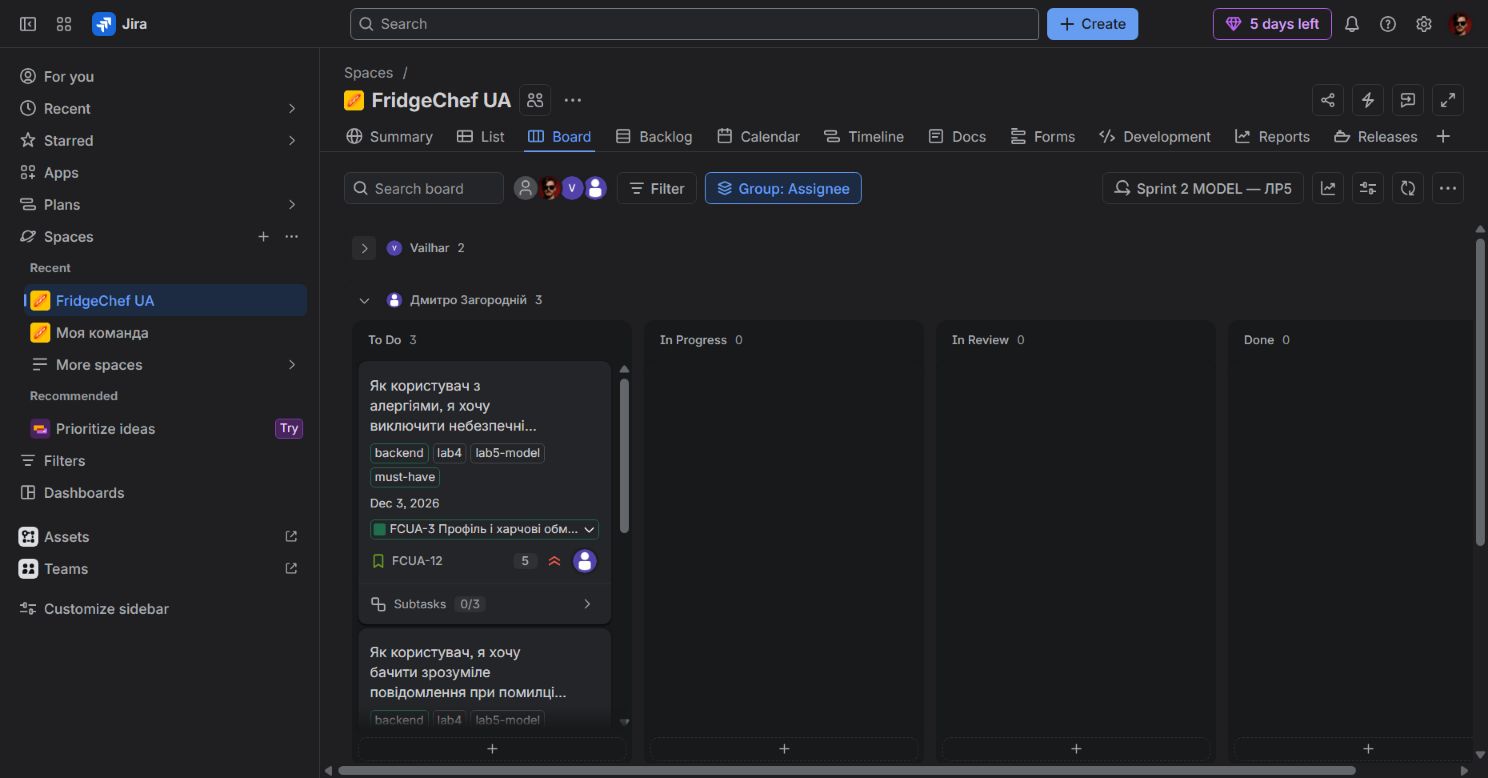 Jira
Search
Create
5 days left
For you
Recent
Starred
Apps
Plans
Spaces
Recent
FridgeChef UA
Моя команда
More spaces
Recommended
Prioritize ideas
Try
Filters
Dashboards
Assets
Teams
Customize sidebar
Spaces /
FridgeChef UA
Summary List Board Backlog Calendar Timeline Docs Forms Development Reports Releases
Search board
V
Filter
Group: Assignee
Sprint 2 MODEL — ЛР5
V Vailhar 2
Дмитро Загородній 3
To Do 3
In Progress 0
In Review 0
Done 0
Як користувач з
алергіями, я хочу
виключити небезпечні...
backend lab4 lab5-model
must-have
Dec 3, 2026
FCUA-3 Профіль і харчові обм...
FCUA-12 5
Subtasks 0/3
Як користувач, я хочу
бачити зрозуміле
повідомлення при помилці...
backend lab4 lab5-model